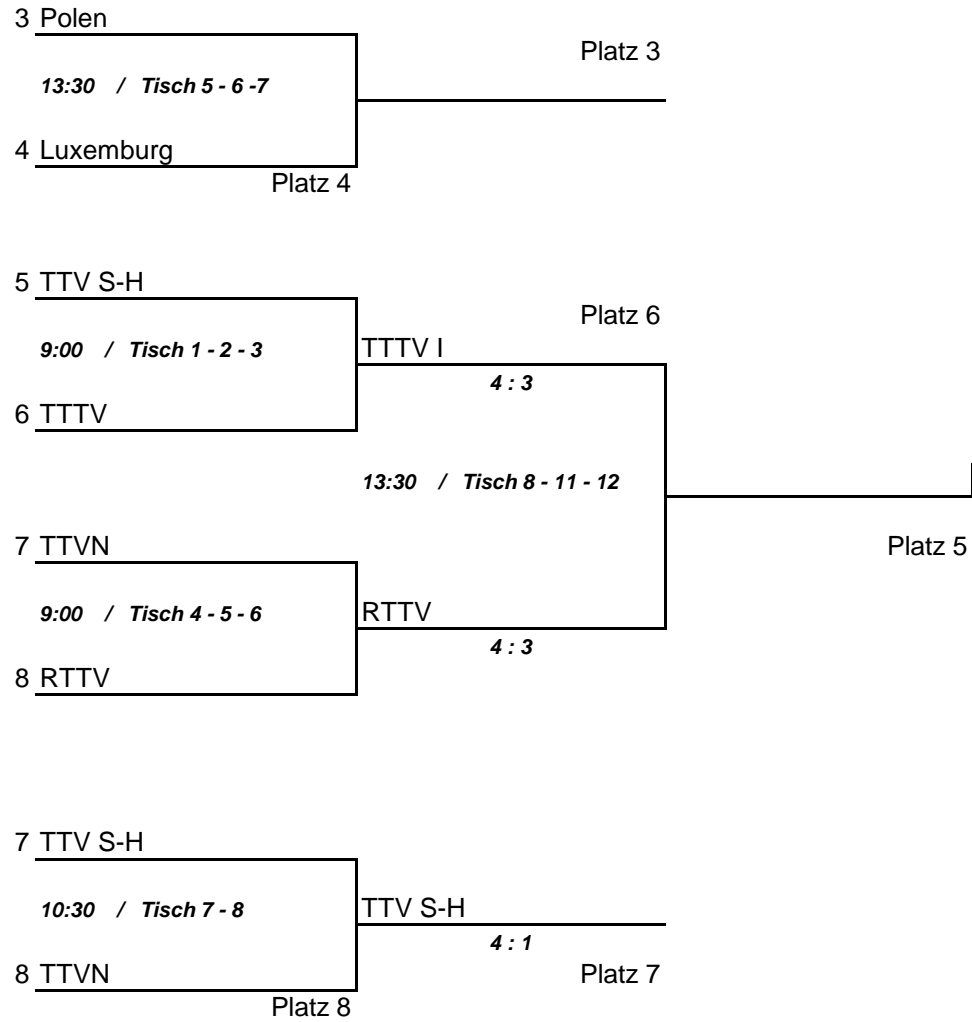 3 Polen
Platz 3
13:30 / Tisch 5 - 6 -7
4 Luxemburg
Platz 4
5 TTV S-H
Platz 6
9:00 / Tisch 1 - 2 - 3
TTTV I
4 : 3
6 TTTV
13:30 / Tisch 8 - 11 - 12
7 TTVN
Platz 5
9:00 / Tisch 4 - 5 - 6
RTTV
4 : 3
8 RTTV
7 TTV S-H
10:30 / Tisch 7 - 8
TTV S-H
4 : 1
8 TTVN
Platz 7
Platz 8